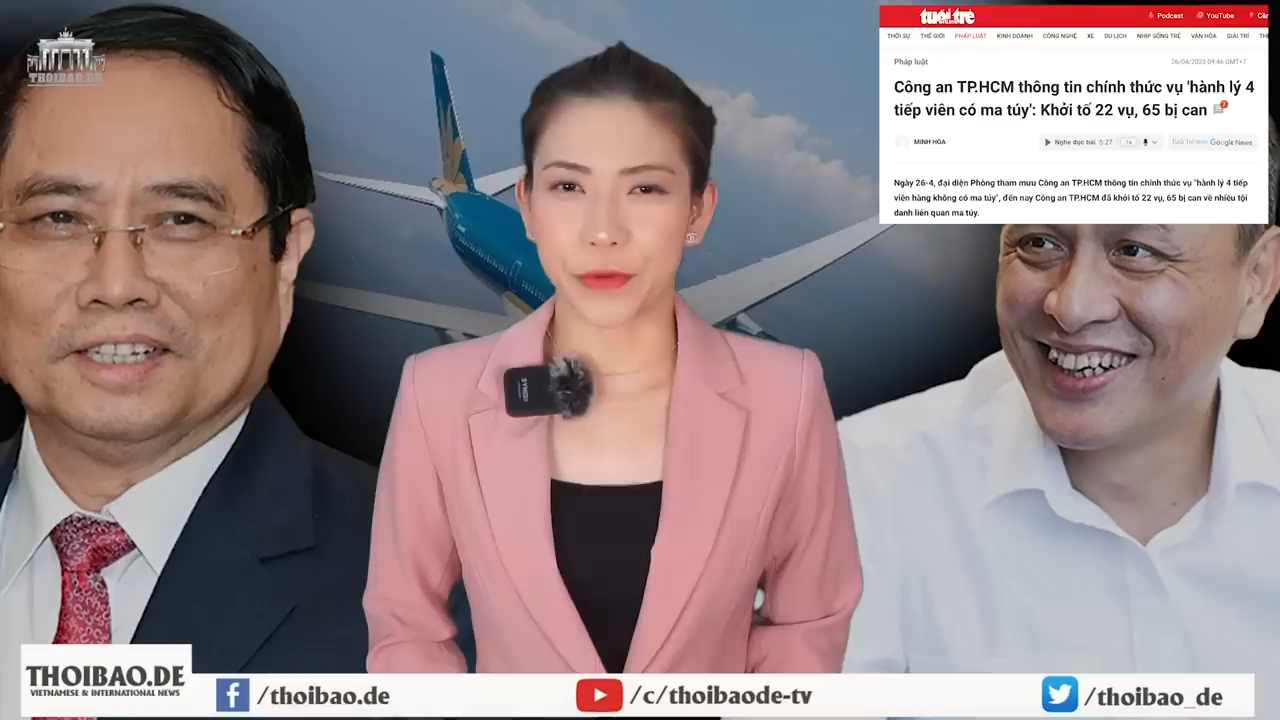 THOIBAO.DE
tuổi trẻ
Podcast
YouTube
THỜI SỰ THẾ GIỚI PHÁP LUẬT KINH DOANH CÔNG NGHỆ XE DU LỊCH NHỊP SỐNG TRẺ VĂN HÓA GIẢI TRÍ
Pháp luật
26/04/2023 09:46 GMT+7
Công an TP.HCM thông tin chính thức vụ 'hành lý 4
tiếp viên có ma túy': Khởi tố 22 vụ, 65 bị can
MINH HÒA
Nghe đọc bài 5:27 1x
Tuổi Trẻ trên Google News
Ngày 26-4, đại diện Phòng tham mưu Công an TP.HCM thông tin chính thức vụ "hành lý 4 tiếp
viên hàng không có ma túy", đến nay Công an TP.HCM đã khởi tố 22 vụ, 65 bị can về nhiều tội
danh liên quan ma túy.
THOIBAO.DE
VIETNAMESE & INTERNATIONAL NEWS
/thoibao.de
/c/thoibaode-tv
/thoibao_de